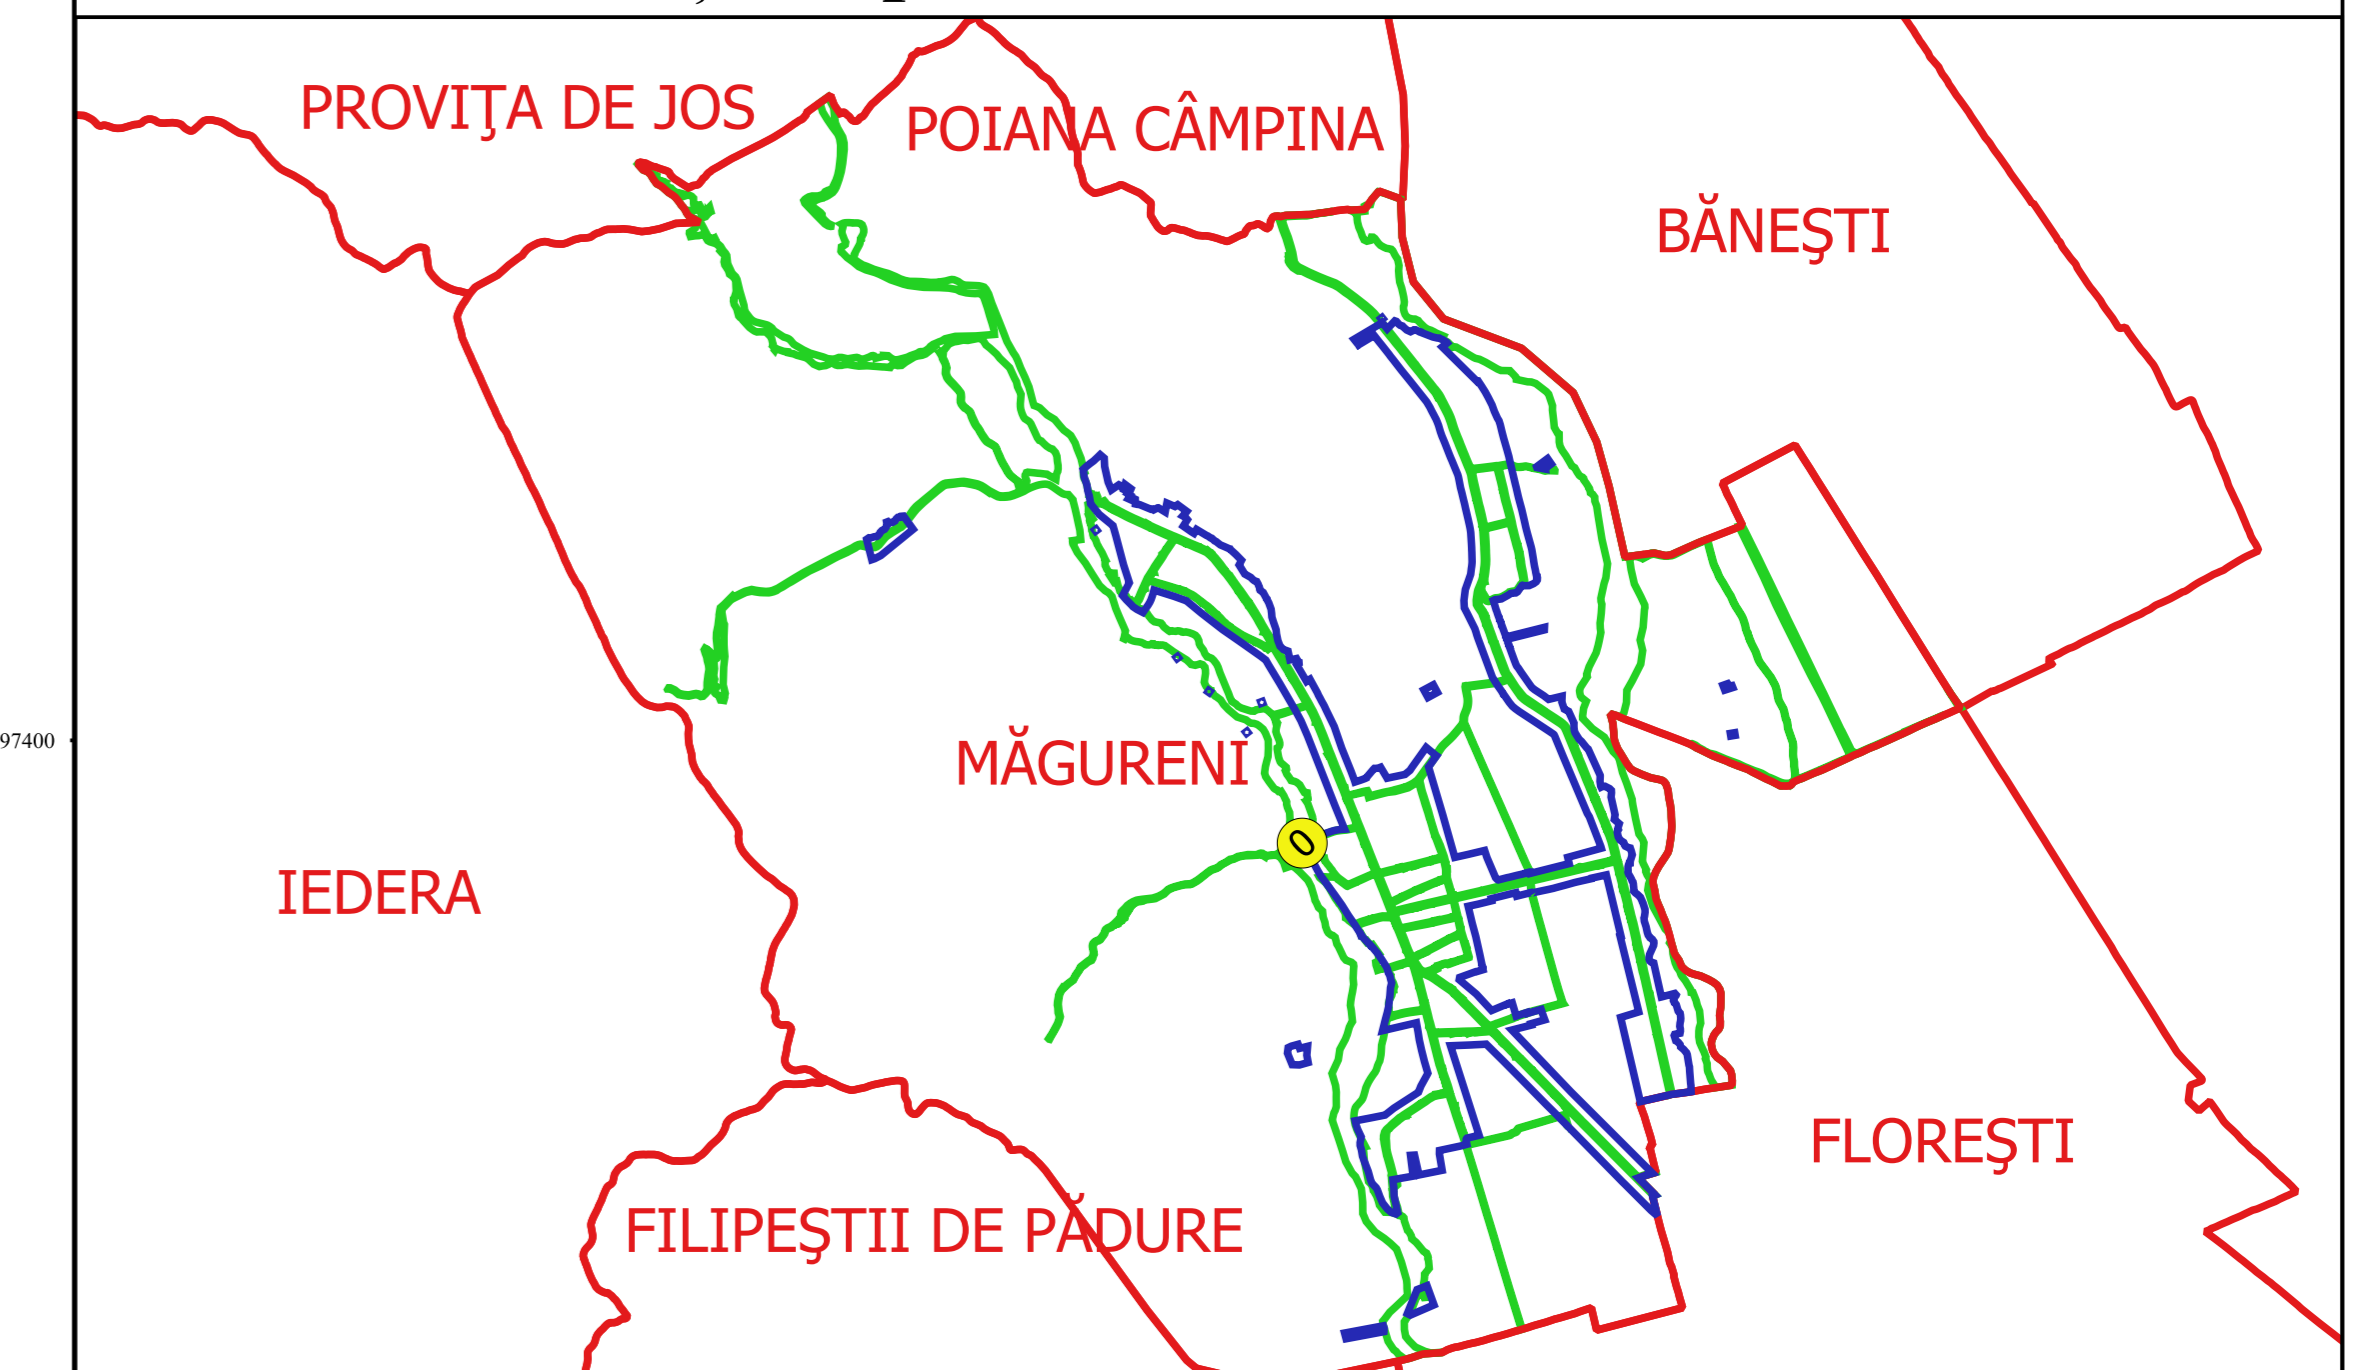 PROVIŢA DE JOS
POIANA CÂMPINA
BĂNEŞTI
97400
MĂGURENI
0
IEDERA
FLOREŞTI
FILIPEŞTII DE PĂDURE